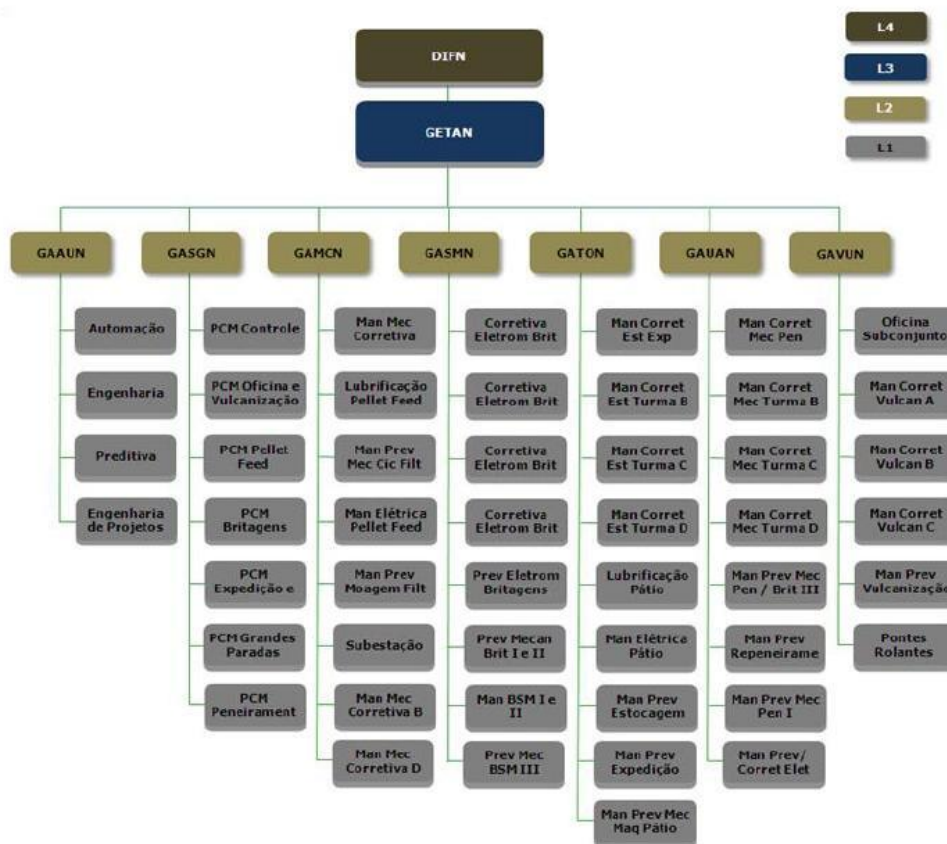 DIFN
GETAN
L4
L3
L2
L1
GAAUN
GASGN
GAMCN
GASMN
GATON
GAUAN
GAVUN
Automação
Engenharia
Preditiva
Engenharia
de Projetos
PCM Controle
PCM Oficina e
Vulcanização
PCM Pellet
Feed
PCM
Britagens
PCM
Expedição e
PCM Grandes
Paradas
PCM
Peneirament
Man Mec
Corretiva
Lubrificação
Pellet Feed
Man Prev
Mec Cic Filt
Man Elétrica
Pellet Feed
Man Prev
Moagem Filt
Subestação
Man Mec
Corretiva B
Man Mec
Corretiva D
Corretiva
Eletrom Brit
Corretiva
Eletrom Brit
Corretiva
Eletrom Brit
Corretiva
Eletrom Brit
Prev Eletrom
Britagens
Prev Mecan
Brit I e II
Man BSM I e
II
Prev Mec
BSM III
Man Corret
Est Exp
Man Corret
Est Turma B
Man Corret
Est Turma C
Man Corret
Est Turma D
Lubrificação
Pátio
Man Elétrica
Pátio
Man Prev
Estocagem
Man Prev
Expedição
Man Prev Mec
Maq Pátio
Man Corret
Mec Pen
Man Corret
Mec Turma B
Man Corret
Mec Turma C
Man Corret
Mec Turma D
Man Prev Mec
Pen / Brit III
Man Prev
Repeneirame
Man Prev Mec
Pen I
Man Prev/
Corret Elet
Oficina
Subconjunto
Man Corret
Vulcan A
Man Corret
Vulcan B
Man Corret
Vulcan C
Man Prev
Vulcanização
Pontes
Rolantes